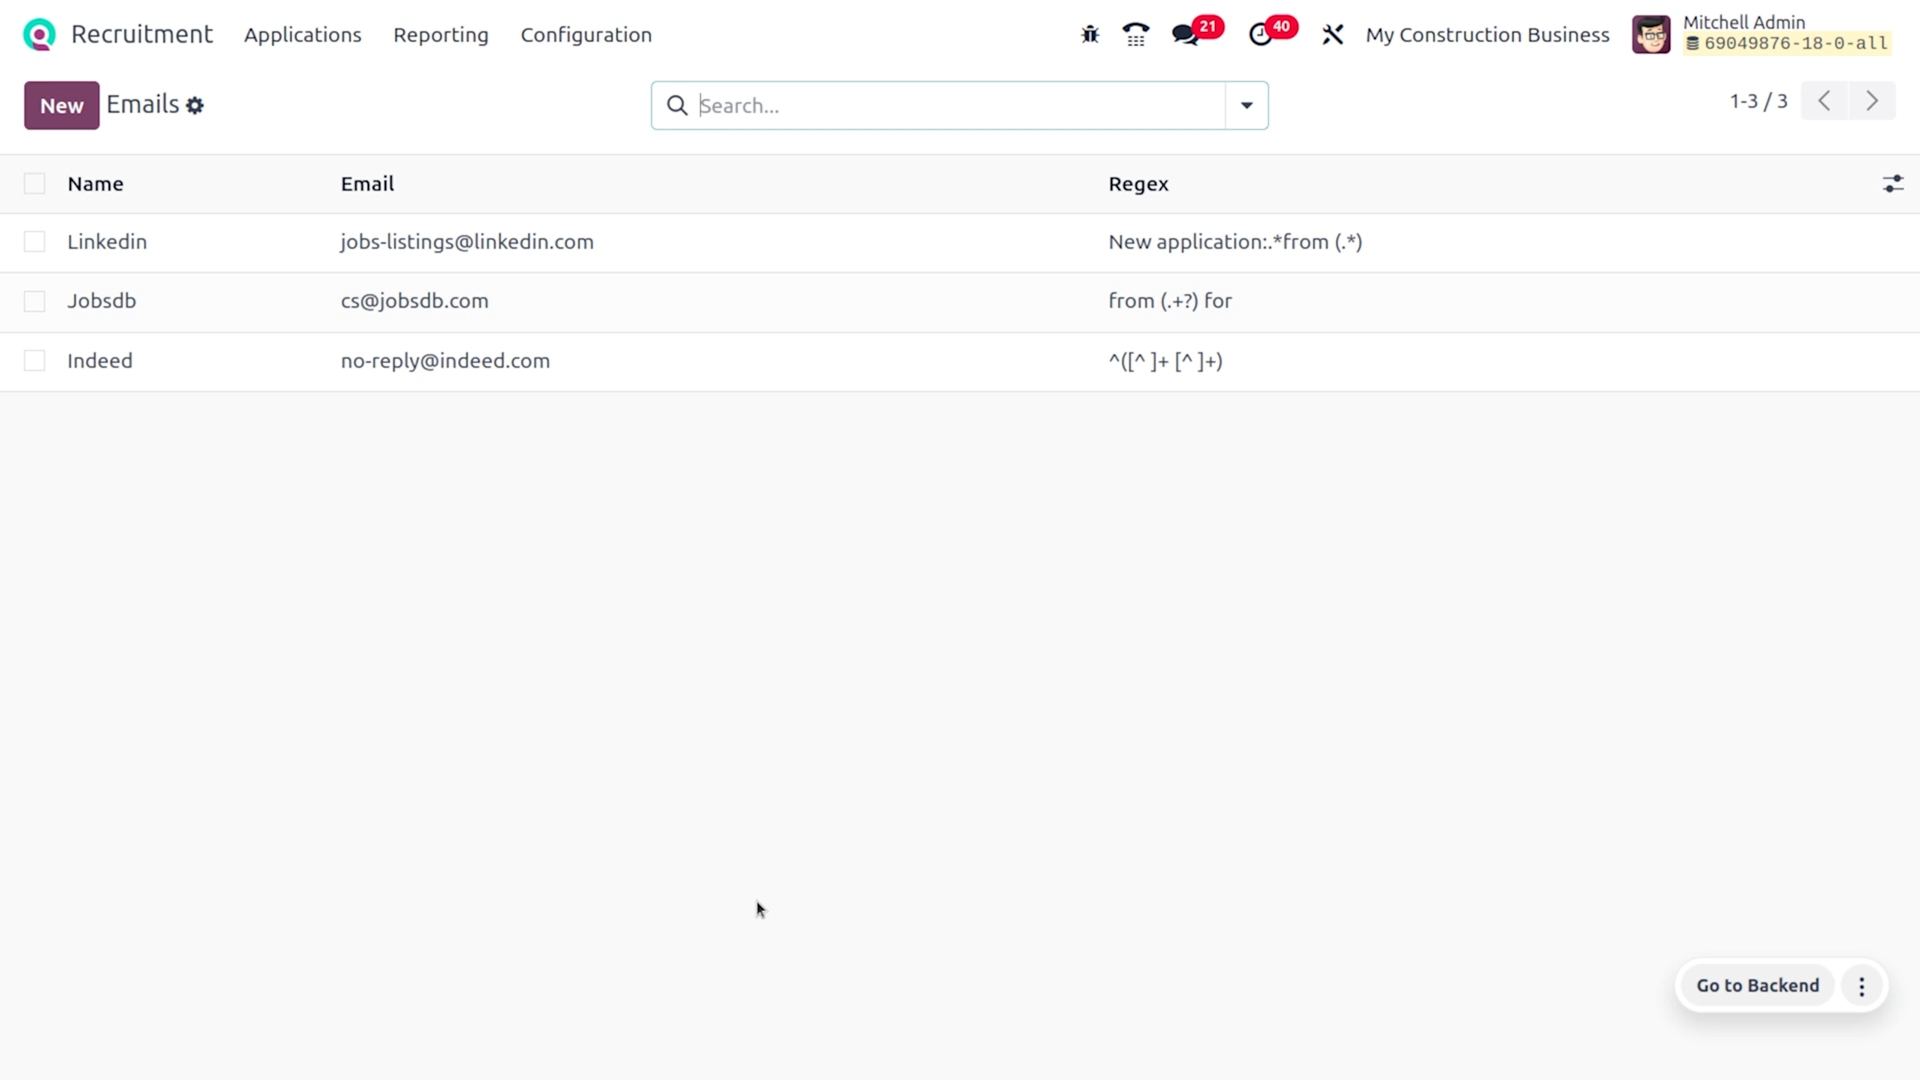 Recruitment Applications Reporting Configuration 21 40 My Construction Business Mitchell Admin
69049876-18-0-all
New Emails Search... 1-3 / 3
Name Email Regex
Linkedin jobs-listings@linkedin.com New application:.*from (.*)
Jobsdb cs@jobsdb.com from (.+?) for
Indeed no-reply@indeed.com ^([^ ]+ [^ ]+)
Go to Backend